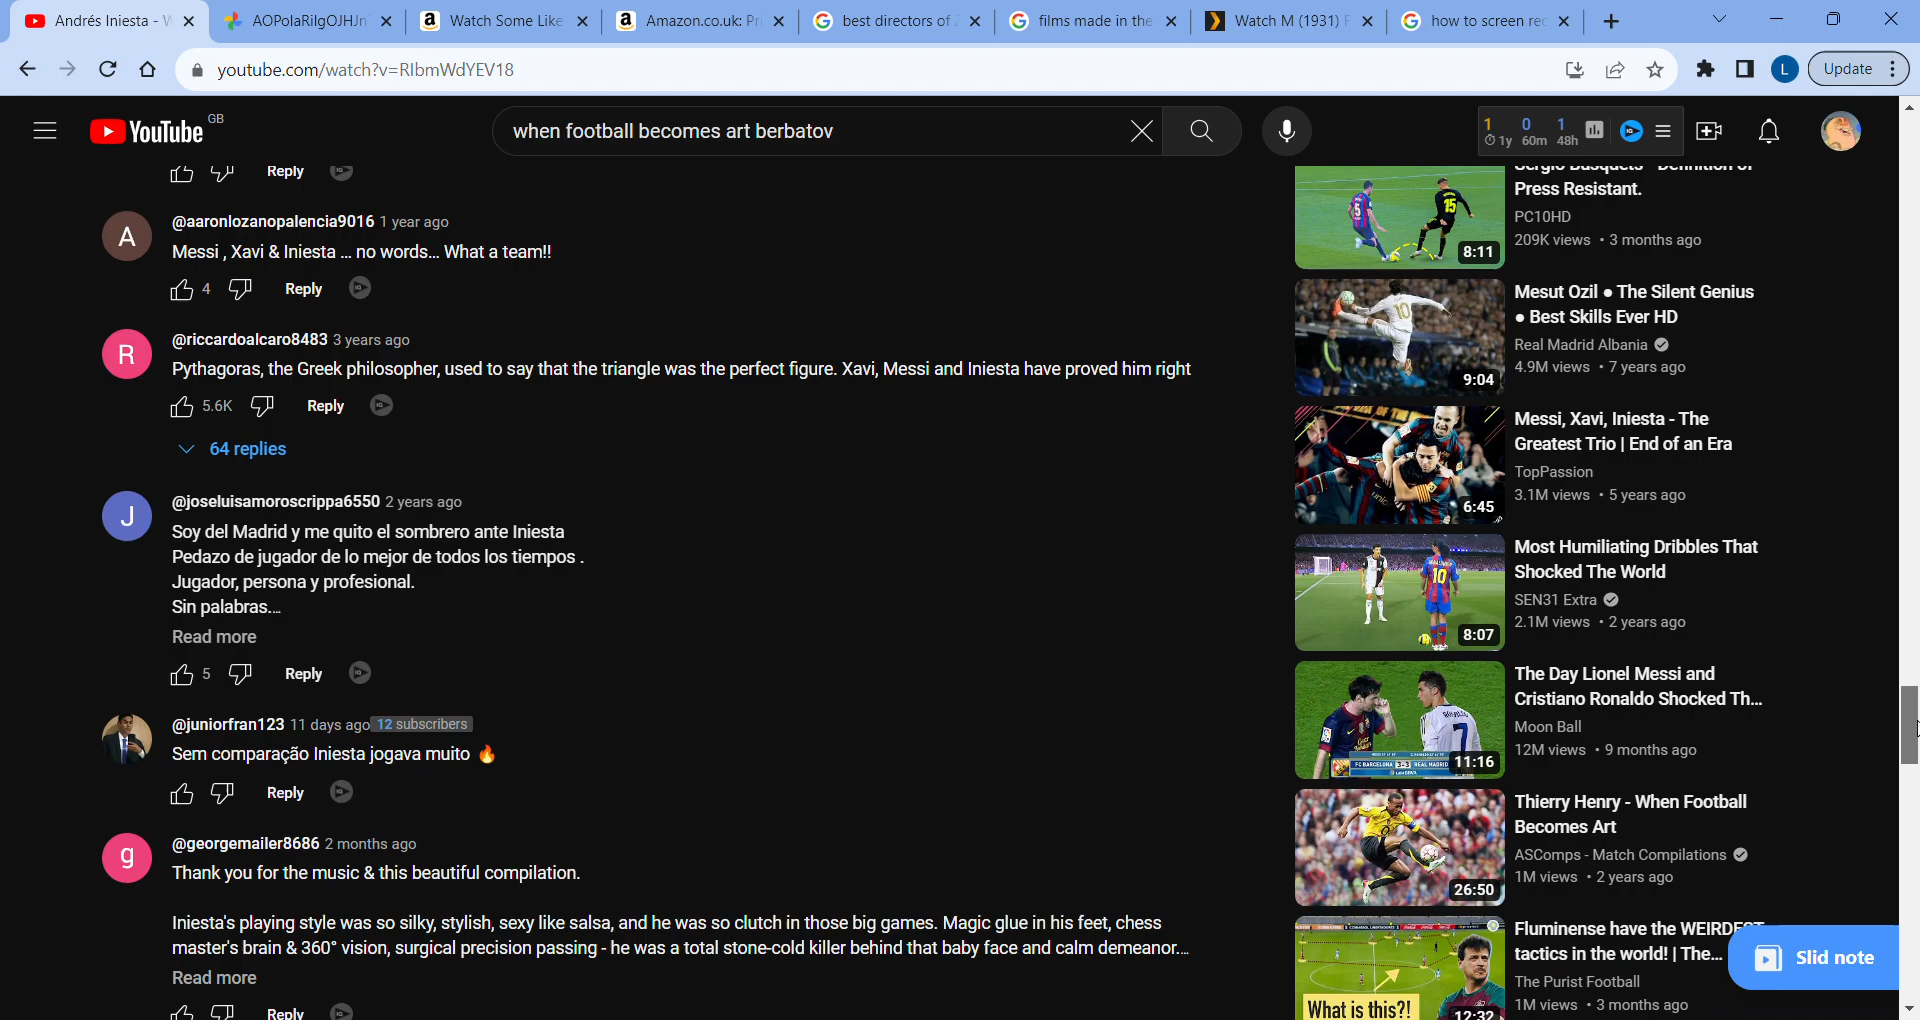 Andrés Iniesta - W
AOPolaRilgOJHJn
Watch Some Like
Amazon.co.uk: Pr
best directors of
films made in the
Watch M (1931) F
how to screen rec
youtube.com/watch?v=RIbmWdYEV18
L
Update
YouTube GB
when football becomes art berbatov
1 0 1
1y 60m 48h
Reply
A
@aaronlozanopalencia9016 1 year ago
Messi , Xavi & Iniesta ... no words... What a team!!
4 Reply
R
@riccardoalcaro8483 3 years ago
Pythagoras, the Greek philosopher, used to say that the triangle was the perfect figure. Xavi, Messi and Iniesta have proved him right
5.6K Reply
64 replies
J
@joseluisamoroscrippa6550 2 years ago
Soy del Madrid y me quito el sombrero ante Iniesta
Pedazo de jugador de lo mejor de todos los tiempos .
Jugador, persona y profesional.
Sin palabras...
Read more
5 Reply
@juniorfran123 11 days ago 12 subscribers
Sem comparação Iniesta jogava muito 🔥
Reply
g
@georgemailer8686 2 months ago
Thank you for the music & this beautiful compilation.
Iniesta's playing style was so silky, stylish, sexy like salsa, and he was so clutch in those big games. Magic glue in his feet, chess
master's brain & 360° vision, surgical precision passing - he was a total stone-cold killer behind that baby face and calm demeanor...
Read more
Reply
Sergio Busquets - Definition of
Press Resistant.
PC10HD
209K views • 3 months ago
8:11
Mesut Ozil ● The Silent Genius
● Best Skills Ever HD
Real Madrid Albania
4.9M views • 7 years ago
9:04
Messi, Xavi, Iniesta - The
Greatest Trio | End of an Era
TopPassion
3.1M views • 5 years ago
6:45
Most Humiliating Dribbles That
Shocked The World
SEN31 Extra
2.1M views • 2 years ago
8:07
The Day Lionel Messi and
Cristiano Ronaldo Shocked Th...
Moon Ball
12M views • 9 months ago
FC BARCELONA 3-3 REAL MADRID
11:16
Thierry Henry - When Football
Becomes Art
ASComps - Match Compilations
1M views • 2 years ago
26:50
Fluminense have the WEIRDEST
tactics in the world! | The...
The Purist Football
1M views • 3 months ago
What is this?!
12:32
Slid note